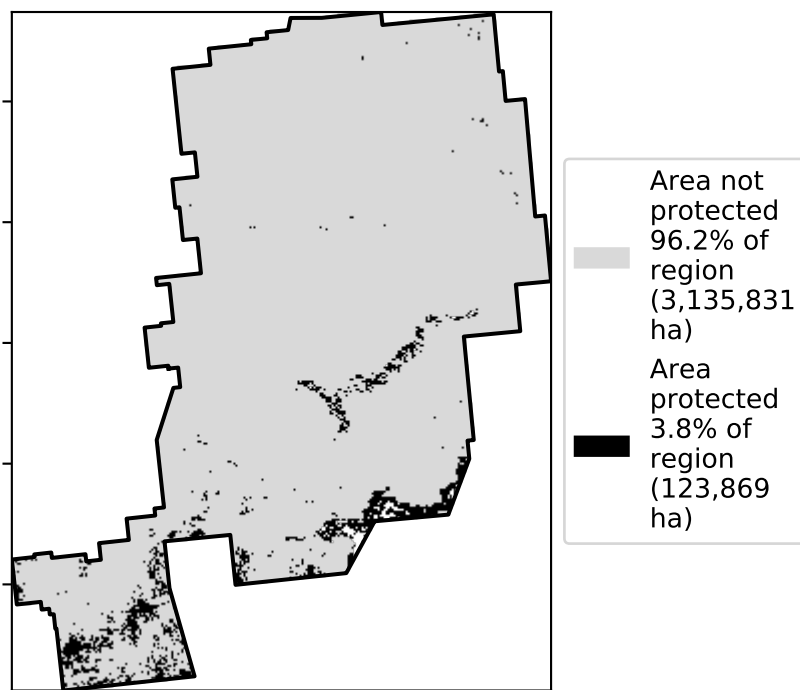 Area not
protected
96.2% of
region
(3,135,831
ha)
Area
protected
3.8% of
region
(123,869
ha)